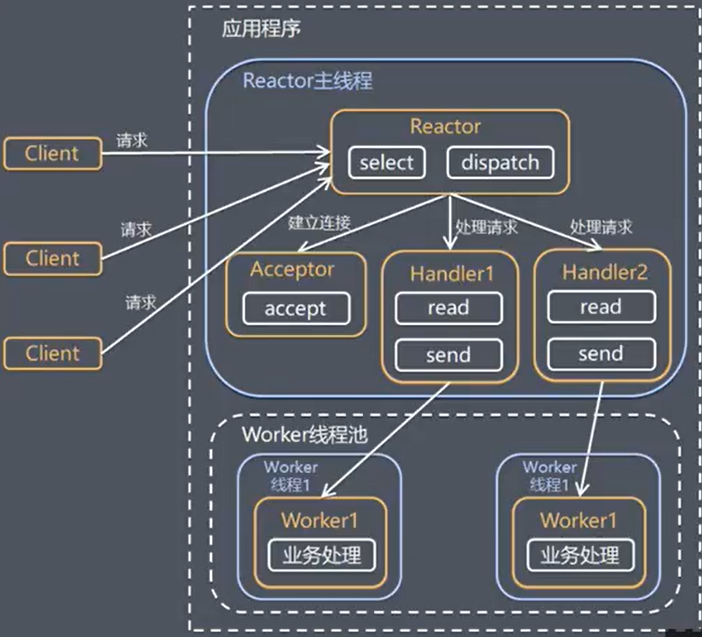 应用程序
Reactor主线程
Reactor
select
dispatch
Client
请求
Client
请求
Client
请求
建立连接
处理请求
处理请求
Acceptor
accept
Handler1
read
send
Handler2
read
send
Worker线程池
Worker
线程1
Worker1
业务处理
Worker
线程1
Worker1
业务处理